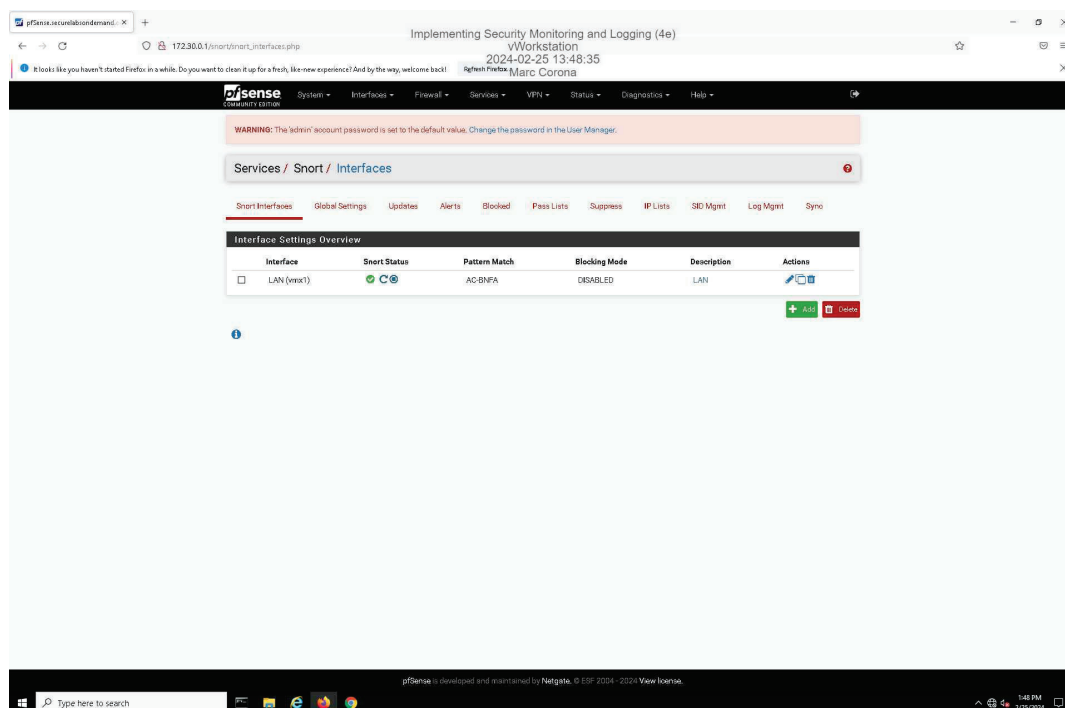 pfSense.securelabsondemand.
172.30.0.1/snort/snort_interfaces.php
Implementing Security Monitoring and Logging (4e)
vWorkstation
2024-02-25 13:48:35
Marc Corona
It looks like you haven't started Firefox in a while. Do you want to clean it up for a fresh, like-new experience? And by the way, welcome back! Refresh Firefox
pfsense System Interfaces Firewall Services VPN Status Diagnostics Help
COMMUNITY EDITION
WARNING: The 'admin' account password is set to the default value. Change the password in the User Manager.
Services / Snort / Interfaces
Snort Interfaces Global Settings Updates Alerts Blocked Pass Lists Suppress IP Lists SID Mgmt Log Mgmt Sync
Interface Settings Overview
Interface Snort Status Pattern Match Blocking Mode Description Actions
LAN (vmx1) AC-BNFA DISABLED LAN
Add Delete
pfSense is developed and maintained by Netgate. © ESF 2004 - 2024 View license.
Type here to search
1:48 PM
2/25/2024